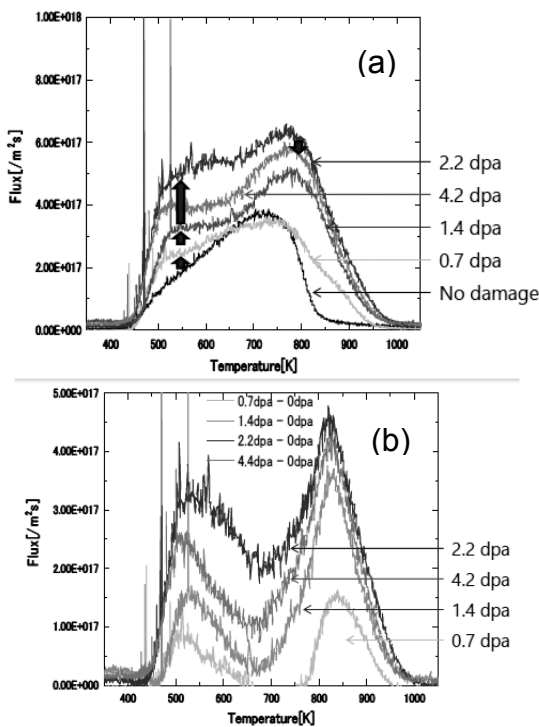 (a)
1.00E+018
8.00E+017
6.00E+017
4.00E+017
2.00E+017
0.00E+000
Flux[/m²s]
400 500 600 700 800 900 1000
Temperature[K]
2.2 dpa
4.2 dpa
1.4 dpa
0.7 dpa
No damage
(b)
5.00E+017
4.00E+017
3.00E+017
2.00E+017
1.00E+017
0.00E+000
Flux[/m²s]
400 500 600 700 800 900 1000
Temperature[K]
0.7dpa - 0dpa
1.4dpa - 0dpa
2.2dpa - 0dpa
4.4dpa - 0dpa
2.2 dpa
4.2 dpa
1.4 dpa
0.7 dpa